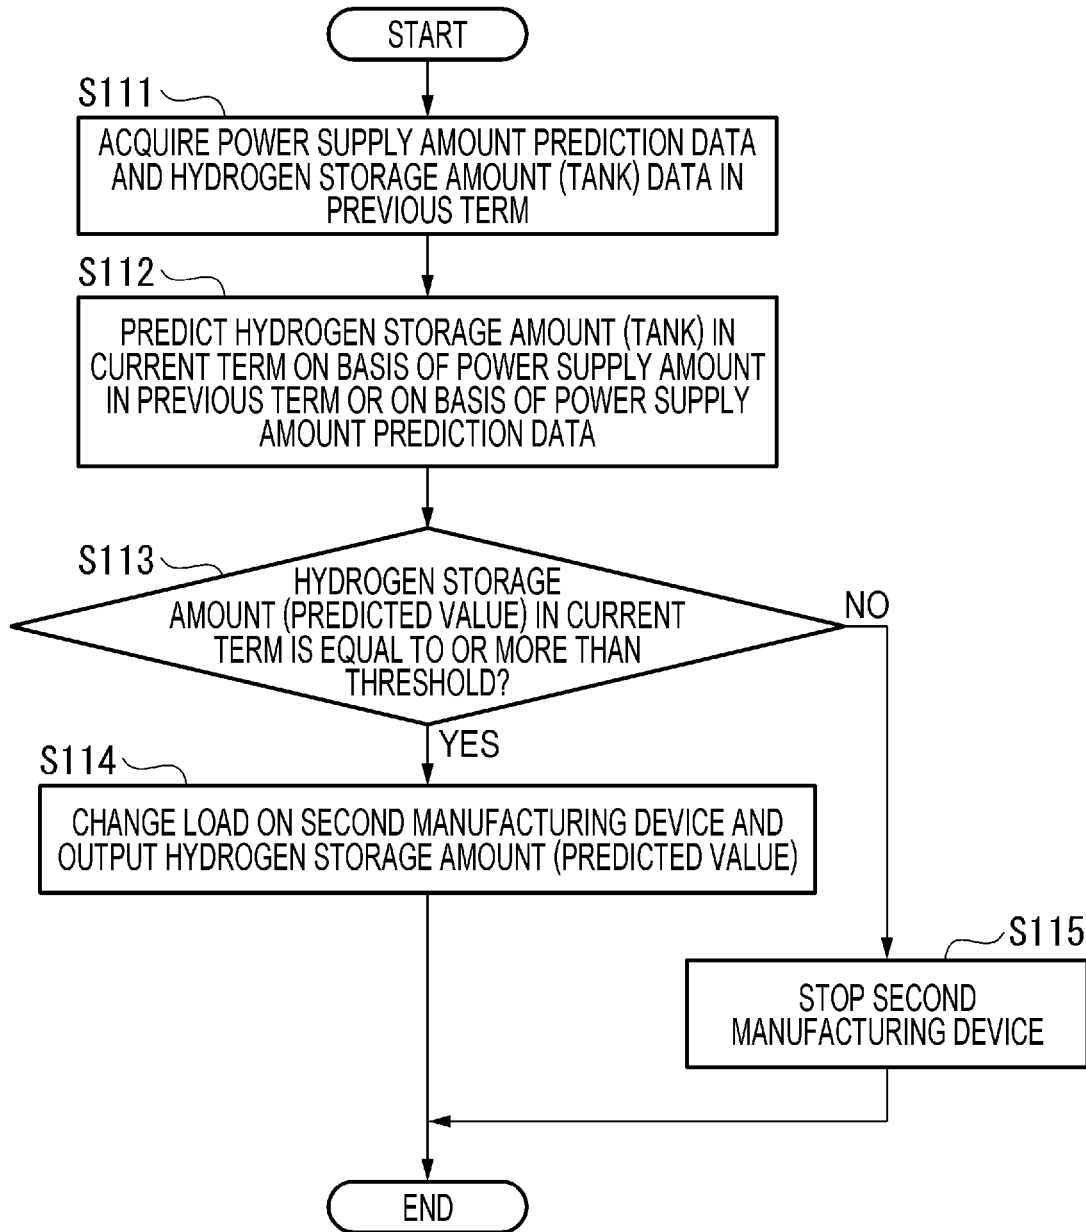 START
S111
ACQUIRE POWER SUPPLY AMOUNT PREDICTION DATA
AND HYDROGEN STORAGE AMOUNT (TANK) DATA IN
PREVIOUS TERM
S112
PREDICT HYDROGEN STORAGE AMOUNT (TANK) IN
CURRENT TERM ON BASIS OF POWER SUPPLY AMOUNT
IN PREVIOUS TERM OR ON BASIS OF POWER SUPPLY
AMOUNT PREDICTION DATA
S113
HYDROGEN STORAGE
AMOUNT (PREDICTED VALUE) IN CURRENT
TERM IS EQUAL TO OR MORE THAN
THRESHOLD?
NO
YES
S114
CHANGE LOAD ON SECOND MANUFACTURING DEVICE AND
OUTPUT HYDROGEN STORAGE AMOUNT (PREDICTED VALUE)
S115
STOP SECOND
MANUFACTURING DEVICE
END